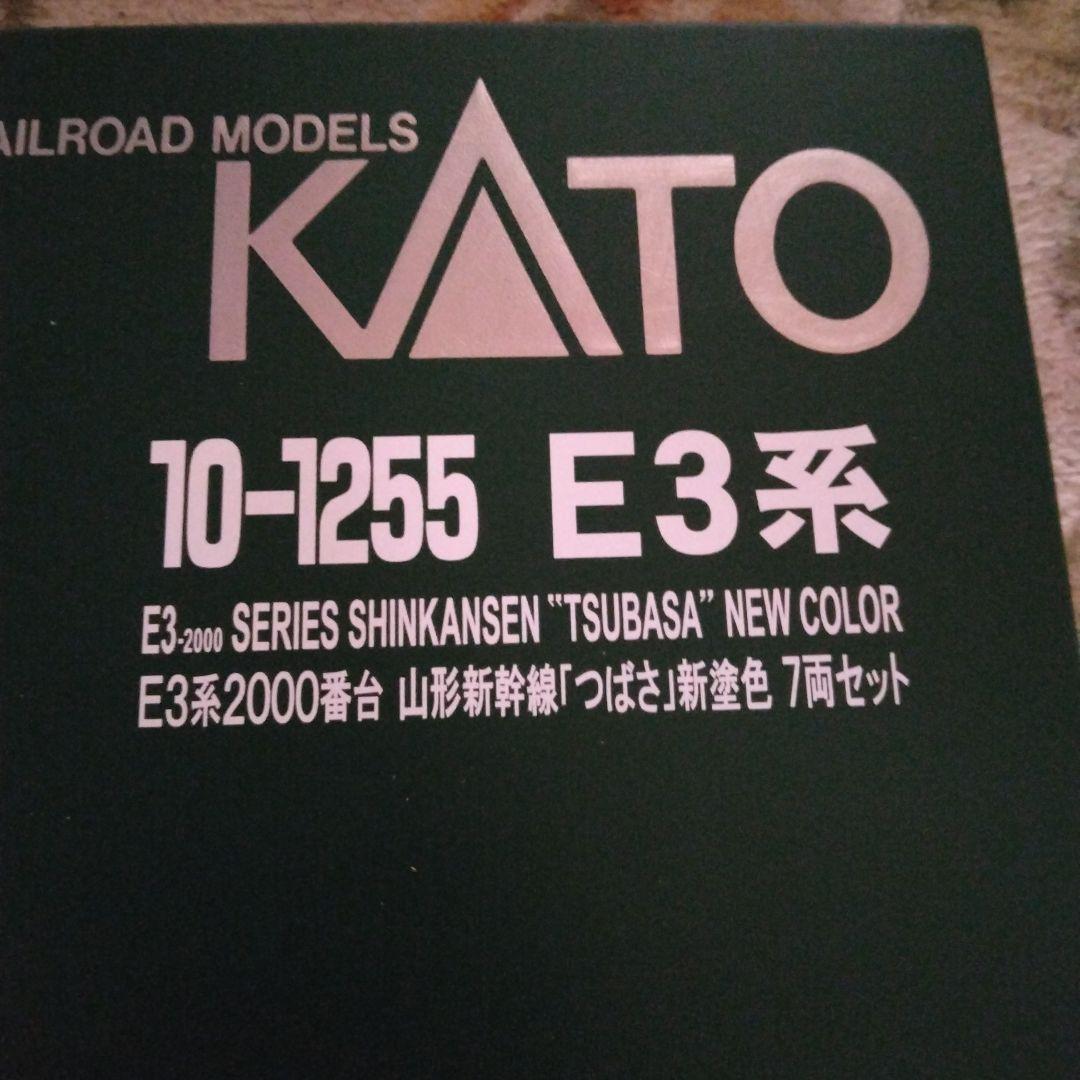 AILROAD MODELS
KATO
10-1255 E3系
E3-2000 SERIES SHINKANSEN “TSUBASA” NEW COLOR
E3系2000番台 山形新幹線「つばさ」新塗色 7両セット